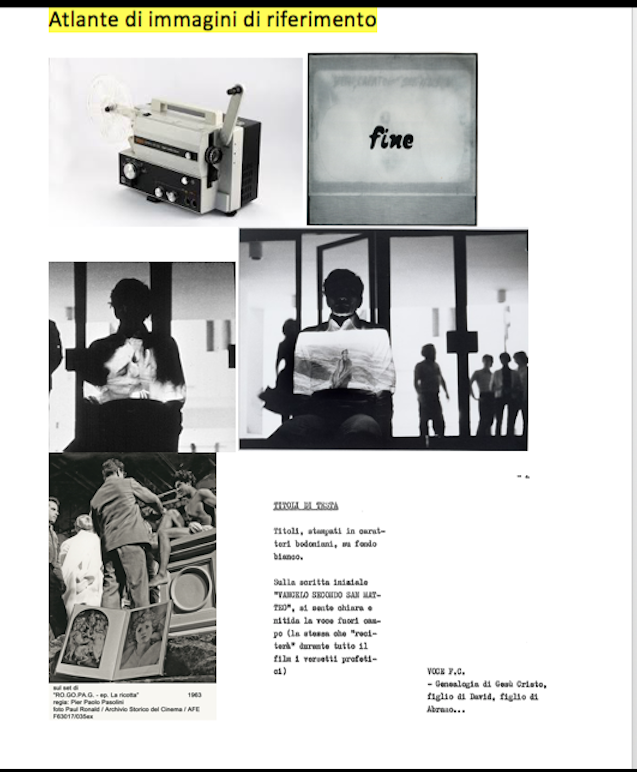 Atlante di immagini di riferimento
fine
TITOLI DI TESTA
Titoli, stampati in carat-
teri bodoniani, su fondo
bianco.
Sulla scritta iniziale
"VANGELO SECONDO SAN MAT-
TEO", si sente chiara e
nitida la voce fuori cam-
po (la stessa che "reci-
terà" durante tutto il
film i versetti profeti-
ci)
VOCE F.C.
- Genealogia di Gesù Cristo,
figlio di David, figlio di
Abramo...
sul set di
"RO.GO.PA.G. - ep. La ricotta" 1963
regia: Pier Paolo Pasolini
foto Paul Ronald / Archivio Storico del Cinema / AFE
F63017/035ex